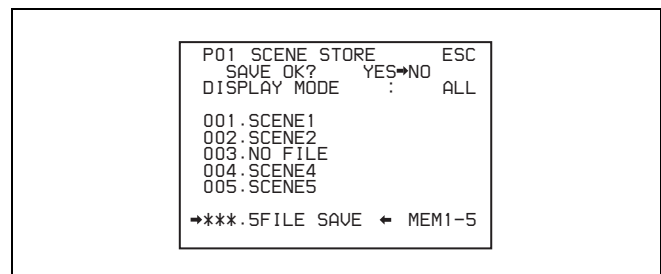 P01 SCENE STORE ESC
SAVE OK? YES➡NO
DISPLAY MODE : ALL
001.SCENE1
002.SCENE2
003.NO FILE
004.SCENE4
005.SCENE5
➡***.5FILE SAVE ⬅ MEM1-5